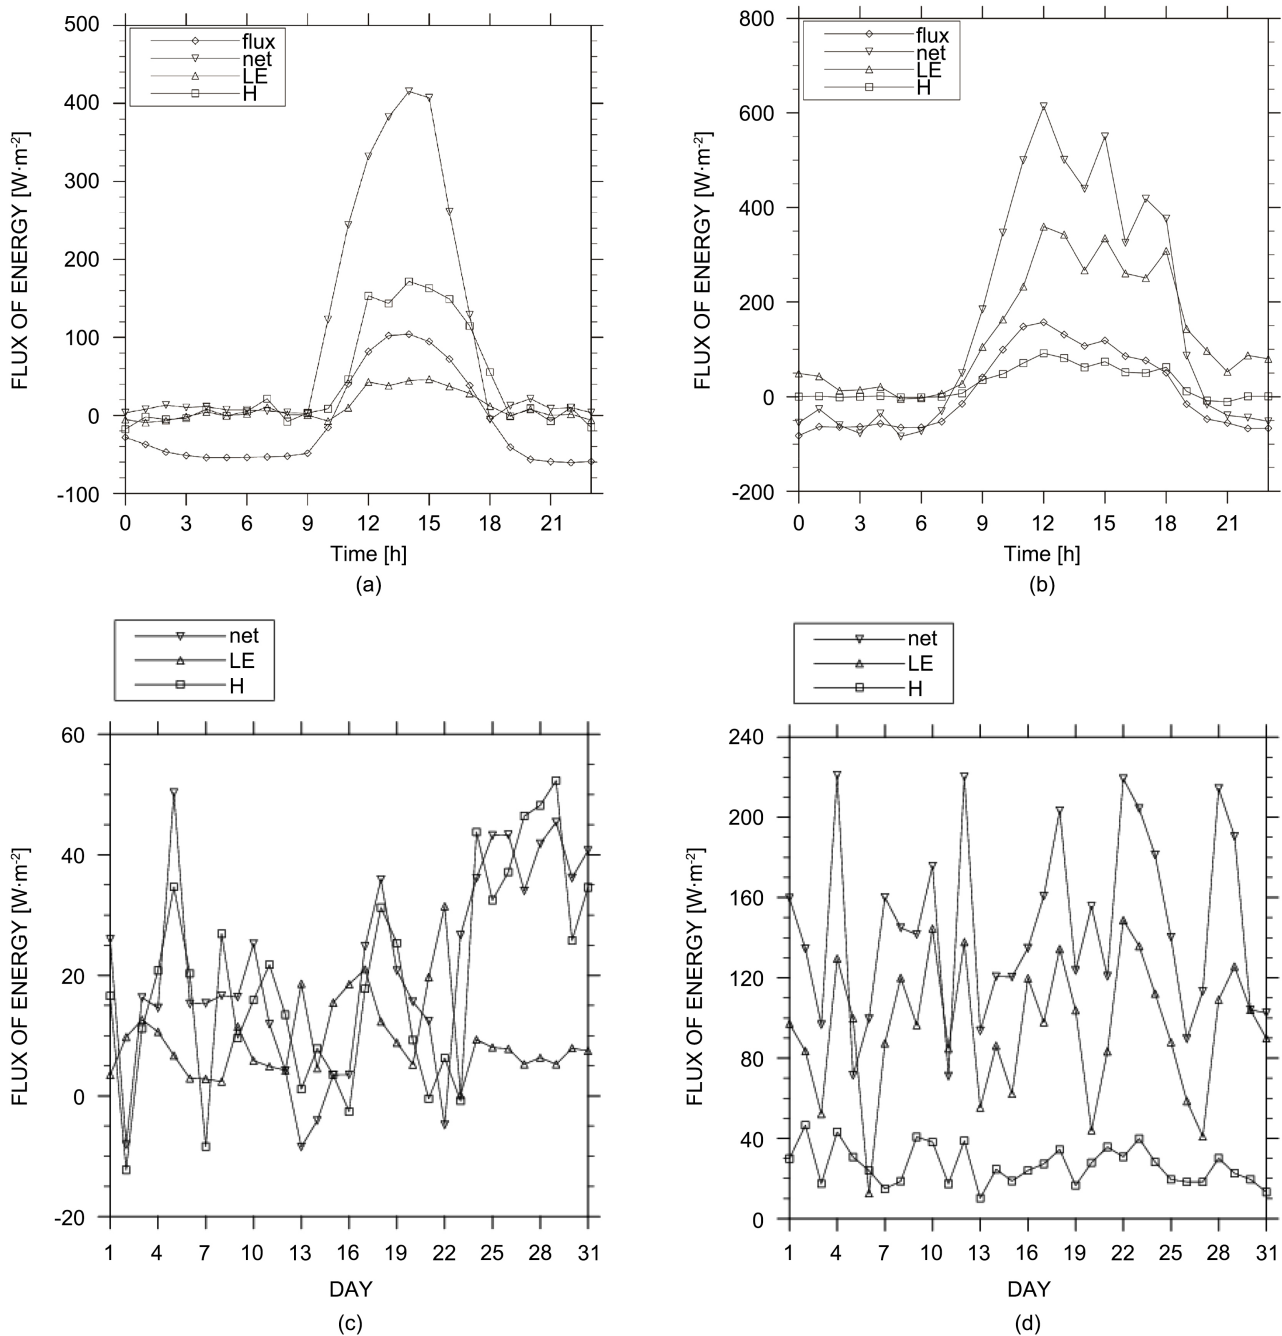 500
400
300
200
100
0
-100
FLUX OF ENERGY [W·m-2]
flux
net
LE
H
0 3 6 9 12 15 18 21
Time [h]
(a)
800
600
400
200
0
-200
FLUX OF ENERGY [W·m-2]
flux
net
LE
H
0 3 6 9 12 15 18 21
Time [h]
(b)
net
LE
H
60
40
20
0
-20
FLUX OF ENERGY [W·m-2]
1 4 7 10 13 16 19 22 25 28 31
DAY
(c)
net
LE
H
240
200
160
120
80
40
0
FLUX OF ENERGY [W·m-2]
1 4 7 10 13 16 19 22 25 28 31
DAY
(d)